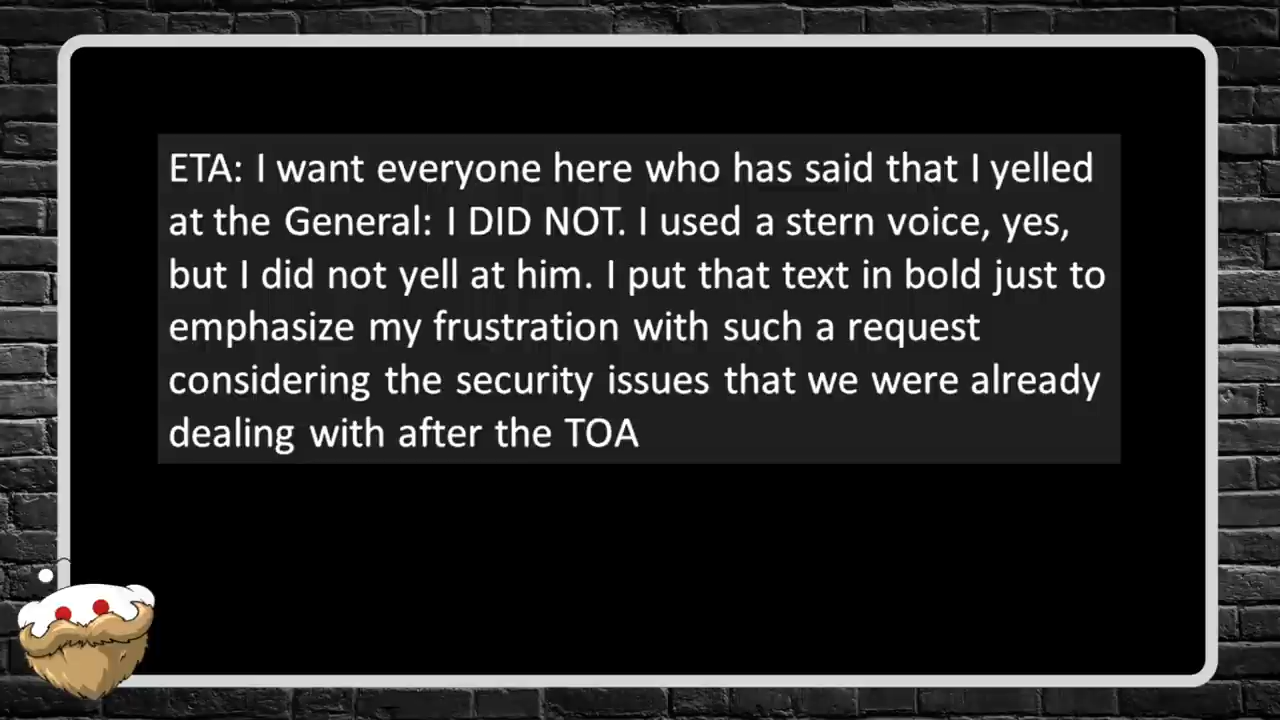 ETA: I want everyone here who has said that I yelled
at the General: I DID NOT. I used a stern voice, yes,
but I did not yell at him. I put that text in bold just to
emphasize my frustration with such a request
considering the security issues that we were already
dealing with after the TOA